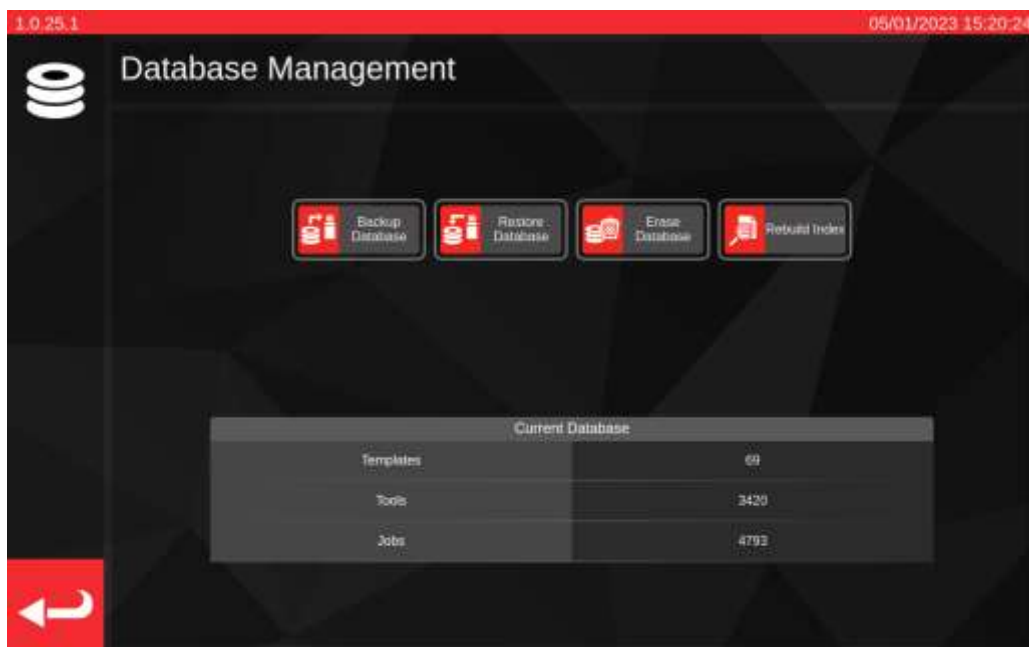 1.0.25.1
05/01/2023 15:20:24
Database Management
Backup
Database
Restore
Database
Erase
Database
Rebuild Index
Current Database
Templates 69
Tools 3420
Jobs 4793